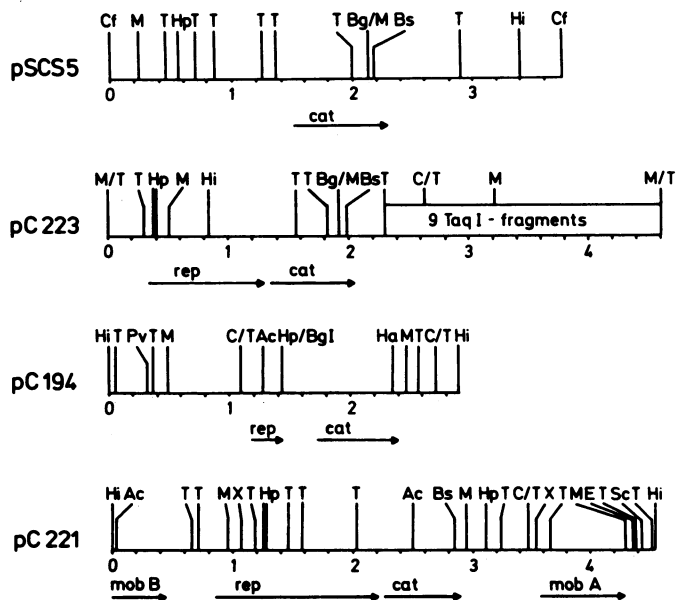 Cf M T Hp T T T T T Bg/M Bs T Hi Cf
pSCS5
0 1 2 3
cat
M/T T Hp M Hi T T Bg/M Bs T C/T M M/T
pC 223
9 Taq I - fragments
0 1 2 3 4
rep cat
Hi T Pv T M C/T Ac Hp/BgI Ha M T C/T Hi
pC 194
0 1 2
rep cat
Hi Ac T T M X T Hp T T T Ac Bs M Hp T C/T X T M E T Sc T Hi
pC 221
0 1 2 3 4
mob B rep cat mob A